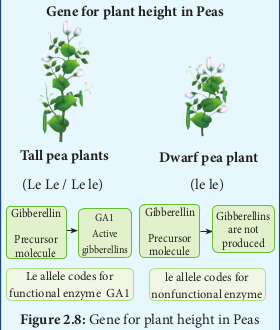 Gene for plant height in Peas
Tall pea plants
(Le Le / Le le)
Dwarf pea plant
(le le)
Gibberellin
Precursor
molecule
GA1
Active
gibberellins
Gibberellin
Precursor
molecule
Gibberellins
are not
produced
Le allele codes for
functional enzyme GA1
le allele codes for
nonfunctional enzyme
Figure 2.8: Gene for plant height in Peas